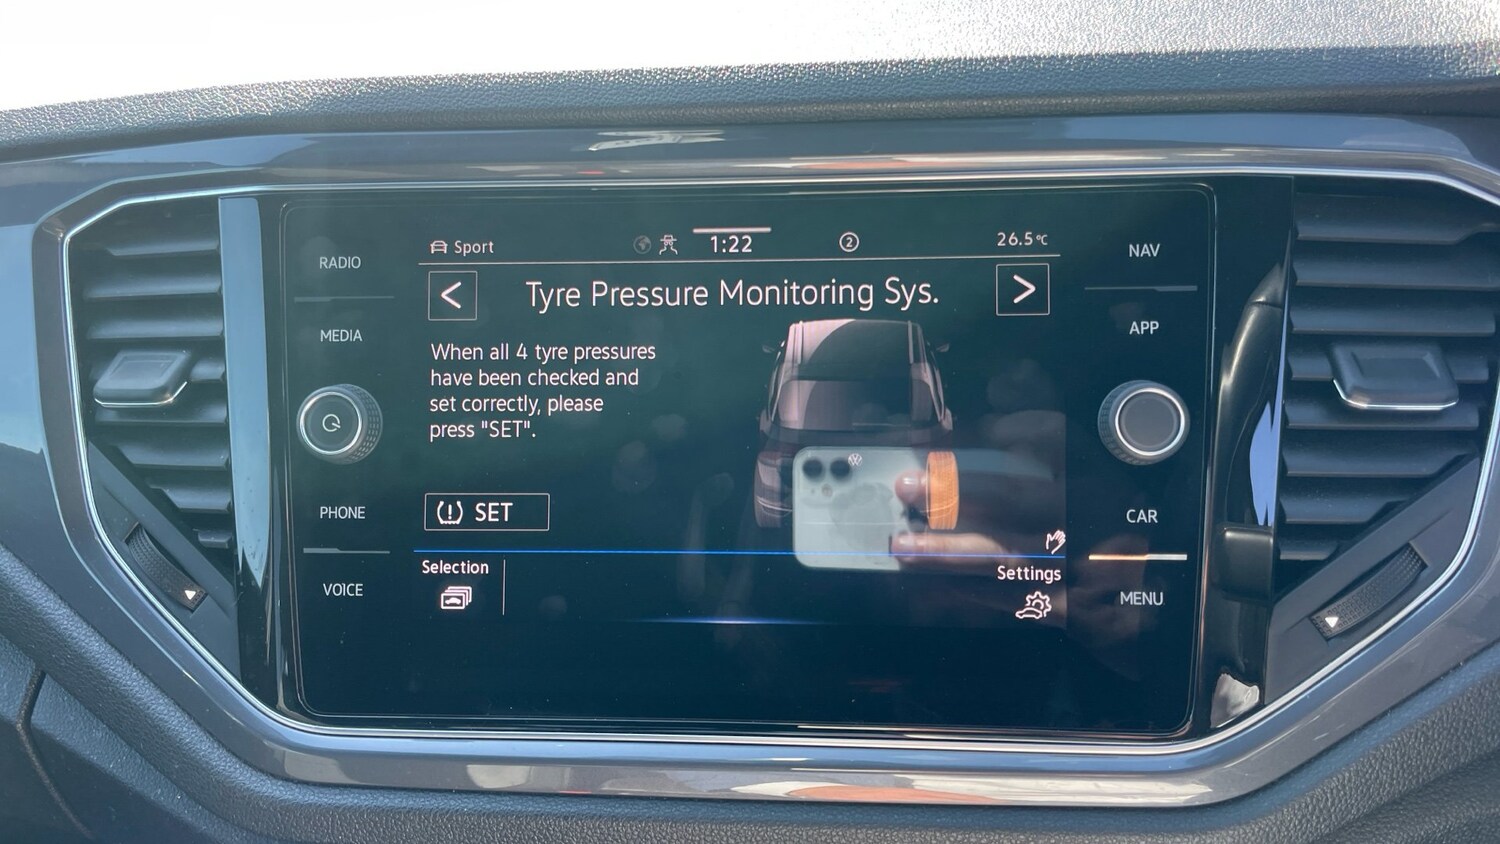 RADIO
MEDIA
PHONE
VOICE
Sport
1:22
2
26.5°C
<
Tyre Pressure Monitoring Sys.
>
When all 4 tyre pressures
have been checked and
set correctly, please
press "SET".
SET
Selection
Settings
NAV
APP
CAR
MENU